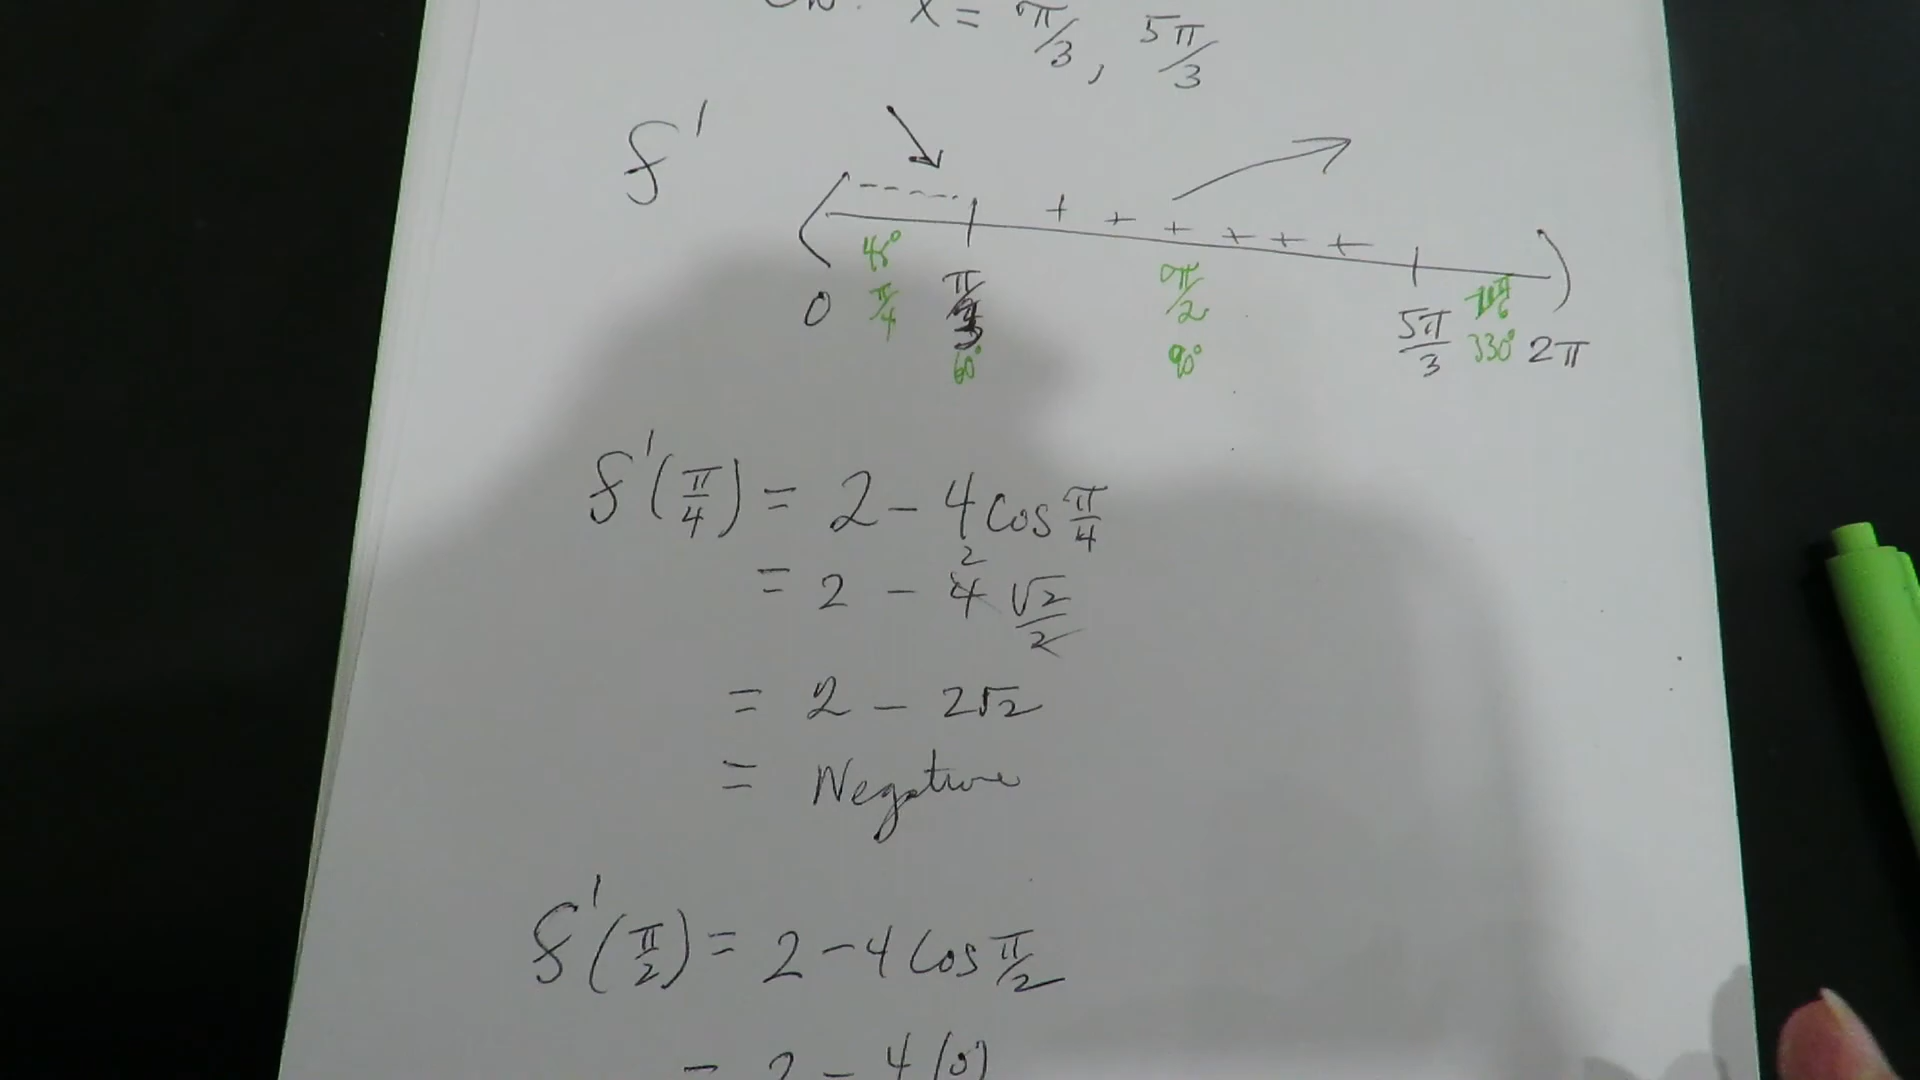 x = π/3, 5π/3
f'
----- + + + + + +
45° π/4 π/2 11π/6
0 π/3 5π/3 330° 2π
60° 90°
f'(π/4) = 2 - 4 cos π/4
2
= 2 - 4 √2/2
= 2 - 2√2
= Negative
f'(π/2) = 2 - 4 cos π/2
= 2 - 4 (0)